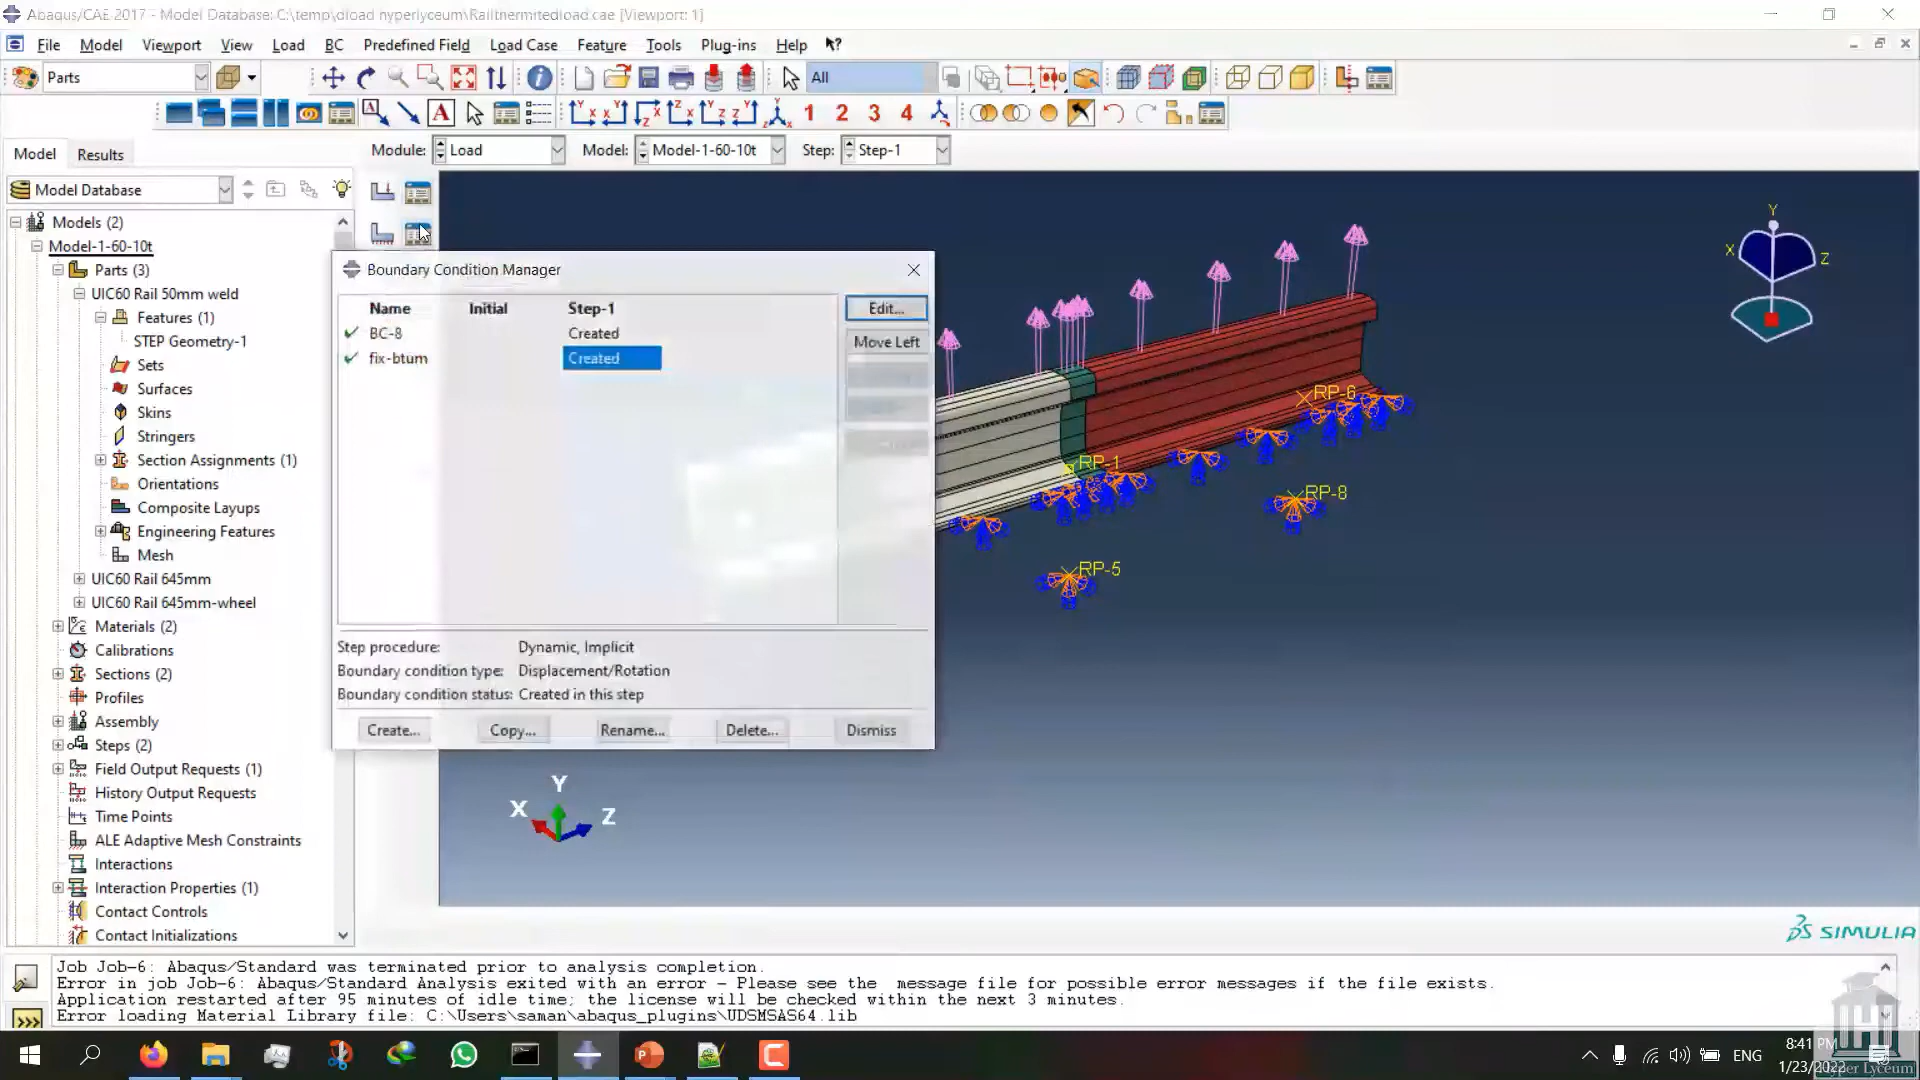 Abaqus/CAE 2017 - Model Database: C:\temp\dload hyperlyceum\Railthermitedload.cae [Viewport: 1]
File Model Viewport View Load BC Predefined Field Load Case Feature Tools Plug-ins Help
Parts All
A 1 2 3 4
Model Results Module: Load Model: Model-1-60-10t Step: Step-1
Model Database
Models (2)
Model-1-60-10t
Parts (3)
UIC60 Rail 50mm weld
Features (1)
STEP Geometry-1
Sets
Surfaces
Skins
Stringers
Section Assignments (1)
Orientations
Composite Layups
Engineering Features
Mesh
UIC60 Rail 645mm
UIC60 Rail 645mm-wheel
Materials (2)
Calibrations
Sections (2)
Profiles
Assembly
Steps (2)
Field Output Requests (1)
History Output Requests
Time Points
ALE Adaptive Mesh Constraints
Interactions
Interaction Properties (1)
Contact Controls
Contact Initializations
Boundary Condition Manager
Name Initial Step-1
BC-8 Created
fix-btum Created
Edit...
Move Left
Step procedure: Dynamic, Implicit
Boundary condition type: Displacement/Rotation
Boundary condition status: Created in this step
Create... Copy... Rename... Delete... Dismiss
RP-6
RP-1
RP-8
RP-5
Y
X Z
Y
X Z
SIMULIA
Job Job-6: Abaqus/Standard was terminated prior to analysis completion.
Error in job Job-6: Abaqus/Standard Analysis exited with an error - Please see the message file for possible error messages if the file exists.
Application restarted after 95 minutes of idle time; the license will be checked within the next 3 minutes.
Error loading Material Library file: C:\Users\saman\abaqus_plugins\UDSMSAS64.lib
ENG
8:41 PM
1/23/2022
Hyper Lyceum